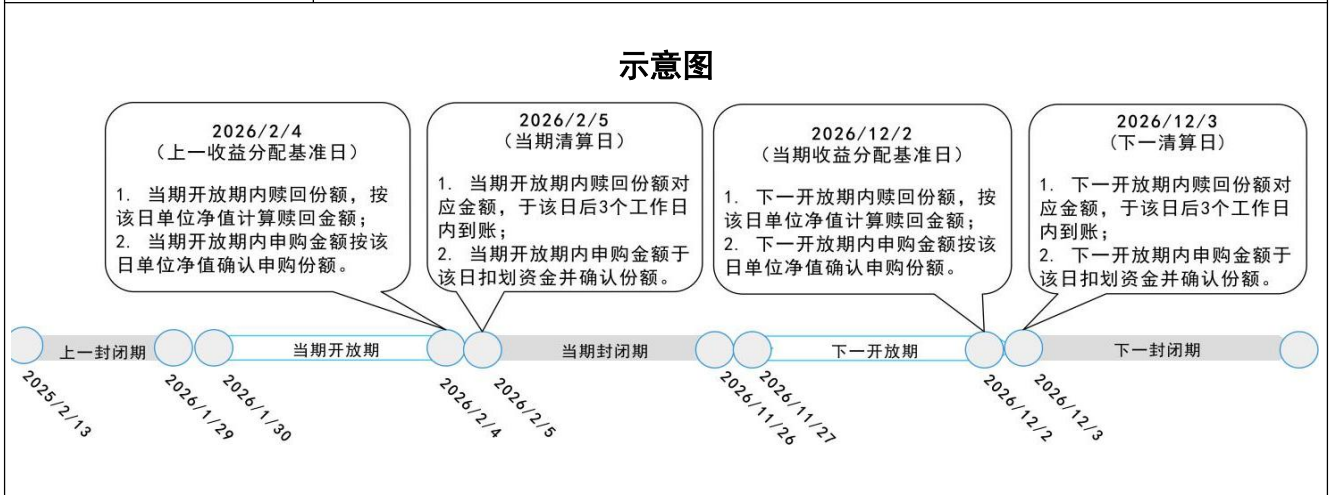 示意图
2026/2/4
（上一收益分配基准日）
1. 当期开放期内赎回份额，按
该日单位净值计算赎回金额；
2. 当期开放期内申购金额按该
日单位净值确认申购份额。
2026/2/5
（当期清算日）
1. 当期开放期内赎回份额对
应金额，于该日后3个工作日
内到账；
2. 当期开放期内申购金额于
该日扣划资金并确认份额。
2026/12/2
（当期收益分配基准日）
1. 下一开放期内赎回份额，按
该日单位净值计算赎回金额；
2. 下一开放期内申购金额按该
日单位净值确认申购份额。
2026/12/3
（下一清算日）
1. 下一开放期内赎回份额对
应金额，于该日后3个工作日
内到账；
2. 下一开放期内申购金额于
该日扣划资金并确认份额。
上一封闭期
当期开放期
当期封闭期
下一开放期
下一封闭期
2025/2/13
2026/1/29
2026/1/30
2026/2/4
2026/2/5
2026/11/26
2026/11/27
2026/12/2
2026/12/3